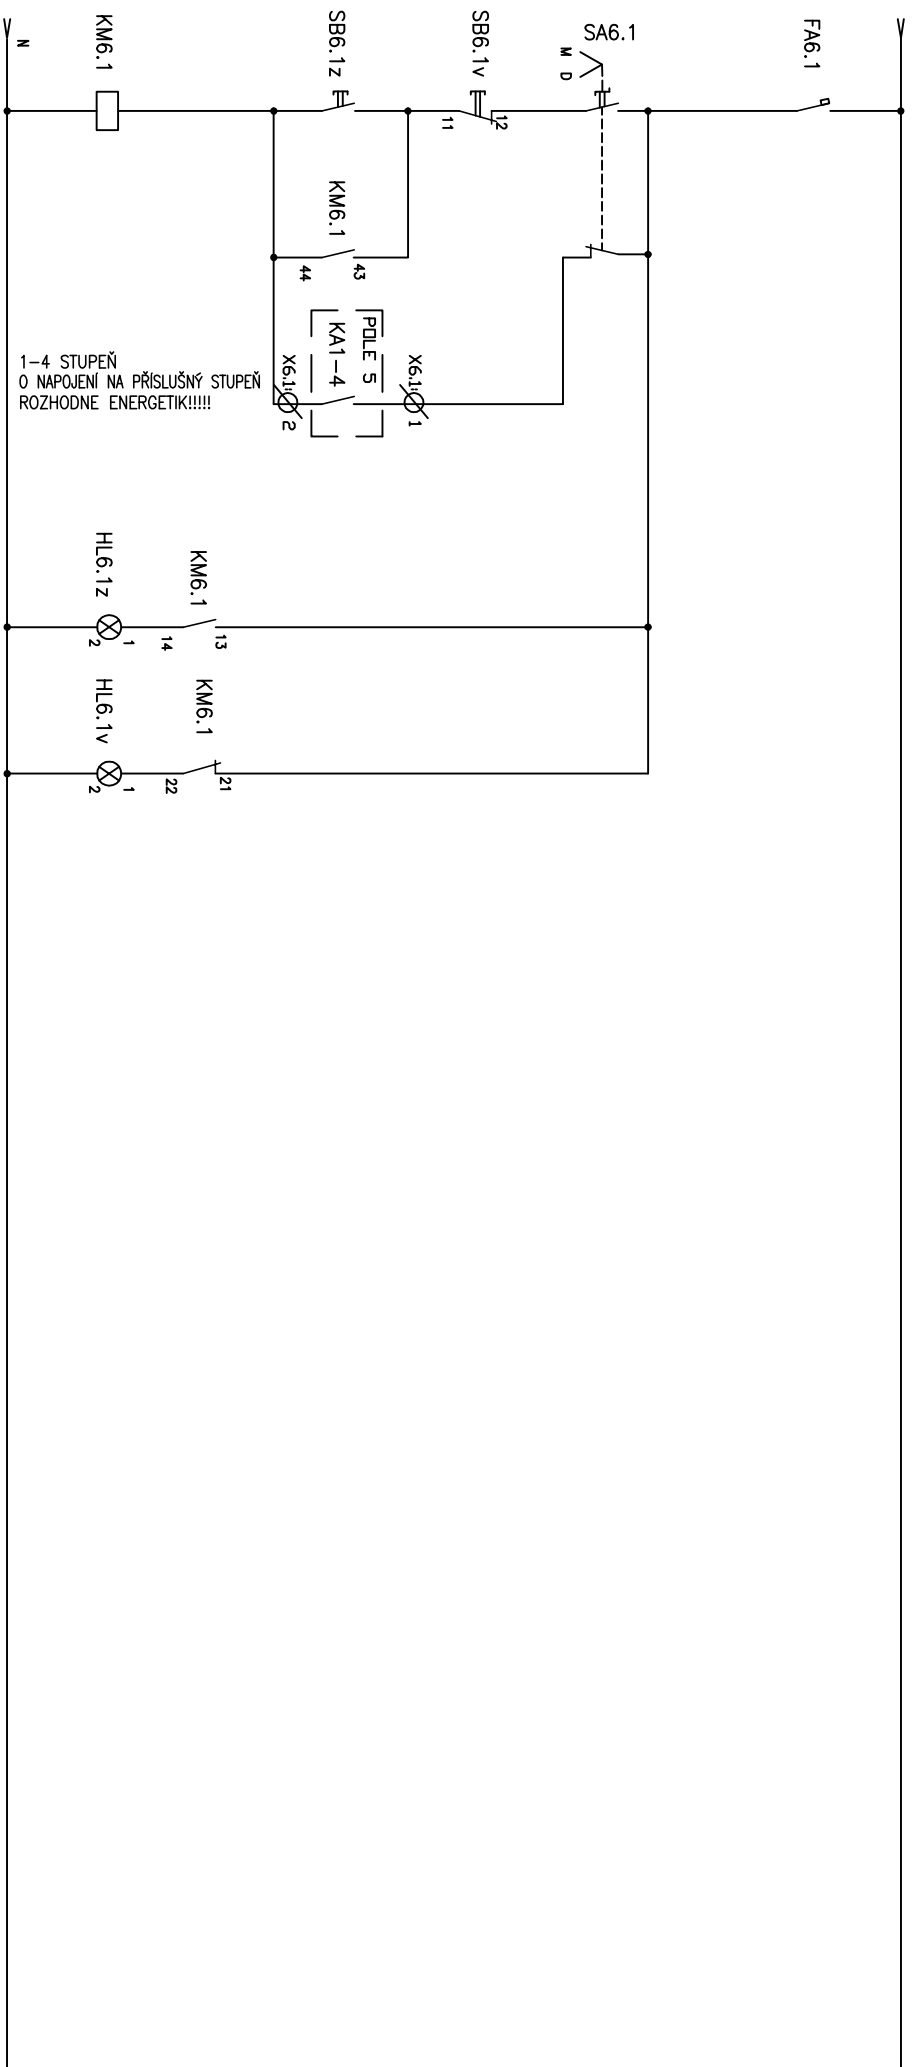 FA6.1
SA6.1
M D
SB6.1v
12
11
SB6.1z
KM6.1
N
KM6.1
43
44
X6.1:
1
POLE 5
KA1-4
X6.1:
2
1-4 STUPEŇ
O NAPOJENÍ NA PŘÍSLUŠNÝ STUPEŇ
ROZHODNE ENERGETIK!!!!!
KM6.1
13
14
HL6.1z
1
2
KM6.1
21
22
HL6.1v
1
2